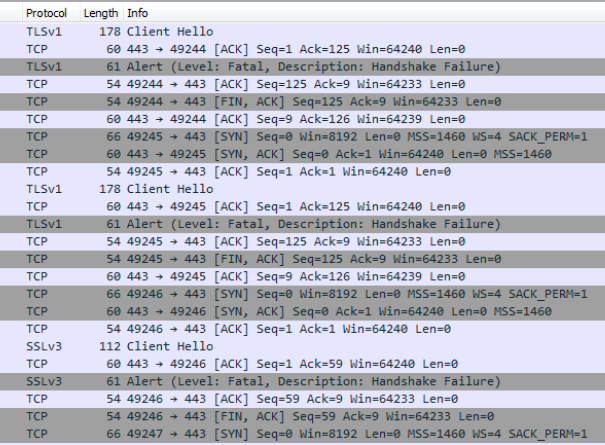 Protocol Length Info
TLSv1 178 Client Hello
TCP 60 443 → 49244 [ACK] Seq=1 Ack=125 Win=64240 Len=0
TLSv1 61 Alert (Level: Fatal, Description: Handshake Failure)
TCP 54 49244 → 443 [ACK] Seq=125 Ack=9 Win=64233 Len=0
TCP 54 49244 → 443 [FIN, ACK] Seq=125 Ack=9 Win=64233 Len=0
TCP 60 443 → 49244 [ACK] Seq=9 Ack=126 Win=64239 Len=0
TCP 66 49245 → 443 [SYN] Seq=0 Win=8192 Len=0 MSS=1460 WS=4 SACK_PERM=1
TCP 60 443 → 49245 [SYN, ACK] Seq=0 Ack=1 Win=64240 Len=0 MSS=1460
TCP 54 49245 → 443 [ACK] Seq=1 Ack=1 Win=64240 Len=0
TLSv1 178 Client Hello
TCP 60 443 → 49245 [ACK] Seq=1 Ack=125 Win=64240 Len=0
TLSv1 61 Alert (Level: Fatal, Description: Handshake Failure)
TCP 54 49245 → 443 [ACK] Seq=125 Ack=9 Win=64233 Len=0
TCP 54 49245 → 443 [FIN, ACK] Seq=125 Ack=9 Win=64233 Len=0
TCP 60 443 → 49245 [ACK] Seq=9 Ack=126 Win=64239 Len=0
TCP 66 49246 → 443 [SYN] Seq=0 Win=8192 Len=0 MSS=1460 WS=4 SACK_PERM=1
TCP 60 443 → 49246 [SYN, ACK] Seq=0 Ack=1 Win=64240 Len=0 MSS=1460
TCP 54 49246 → 443 [ACK] Seq=1 Ack=1 Win=64240 Len=0
SSLv3 112 Client Hello
TCP 60 443 → 49246 [ACK] Seq=1 Ack=59 Win=64240 Len=0
SSLv3 61 Alert (Level: Fatal, Description: Handshake Failure)
TCP 54 49246 → 443 [ACK] Seq=59 Ack=9 Win=64233 Len=0
TCP 54 49246 → 443 [FIN, ACK] Seq=59 Ack=9 Win=64233 Len=0
TCP 66 49247 → 443 [SYN] Seq=0 Win=8192 Len=0 MSS=1460 WS=4 SACK_PERM=1